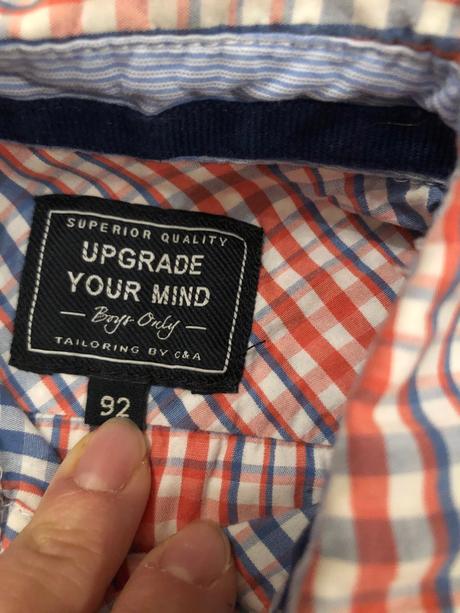 SUPERIOR QUALITY
UPGRADE
YOUR MIND
Boys Only
TAILORING BY C&A
92